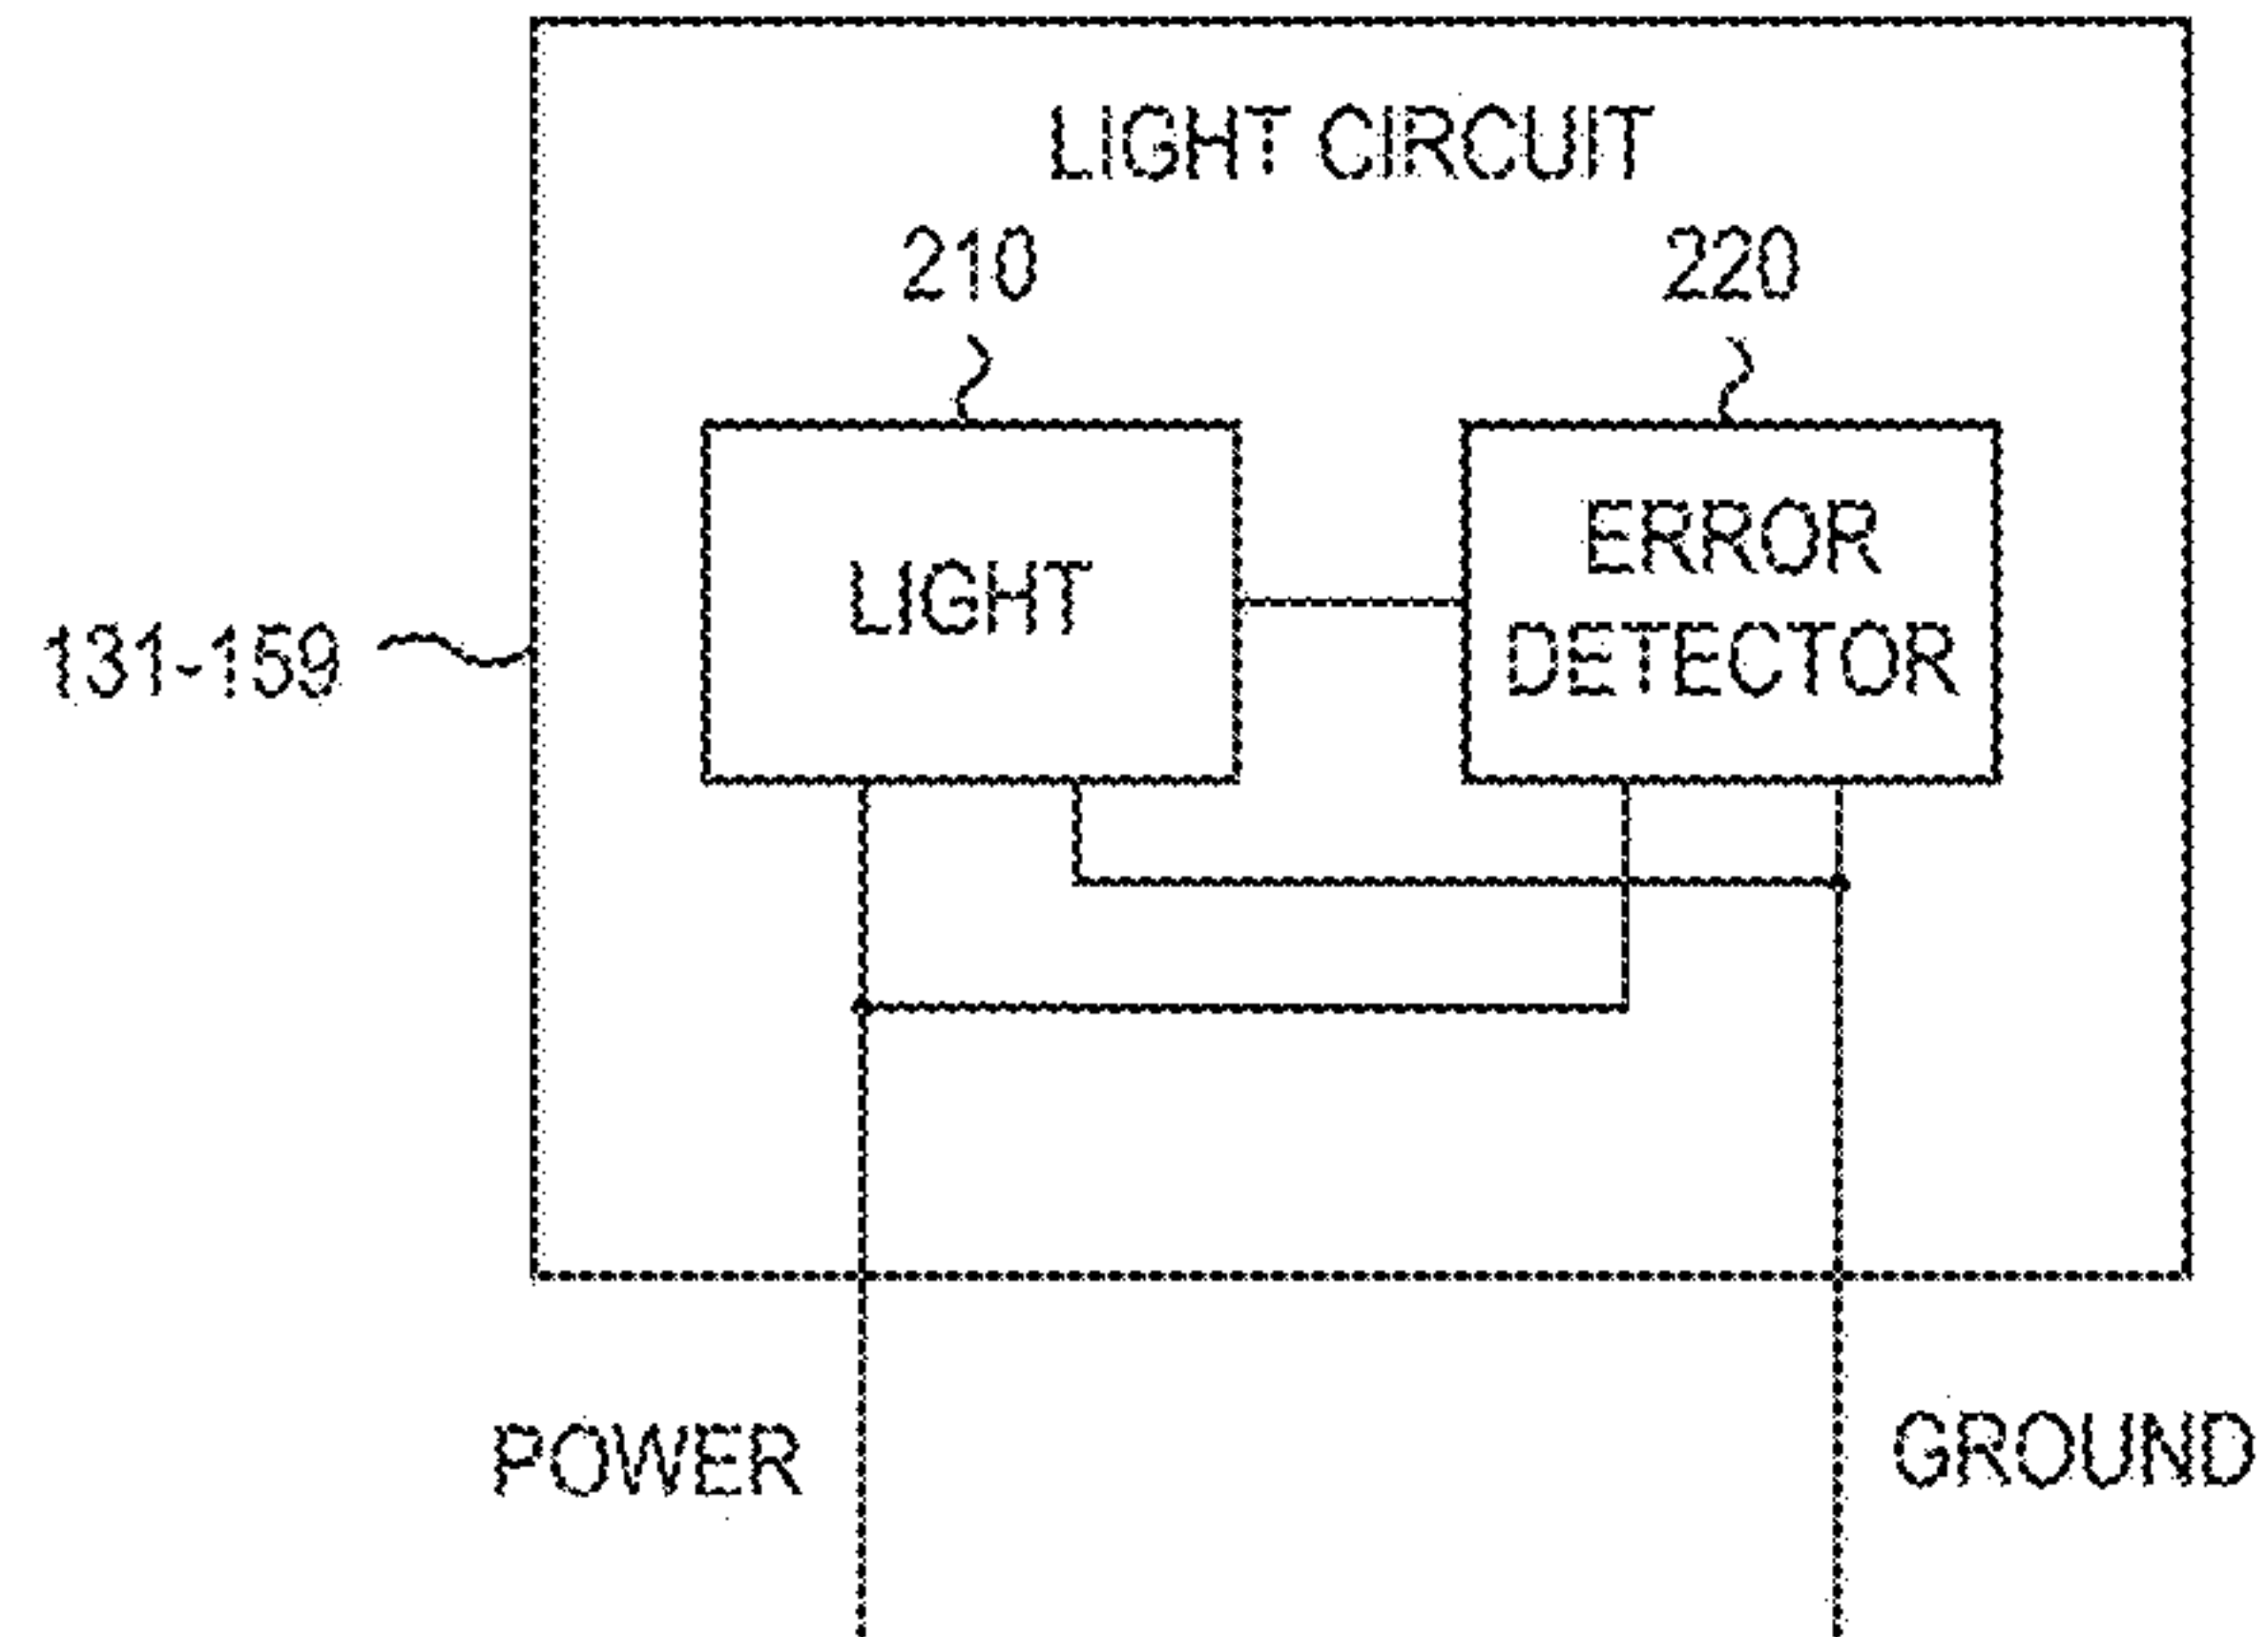 LIGHT CIRCUIT
210
220
LIGHT
ERROR
DETECTOR
131-159
POWER
GROUND